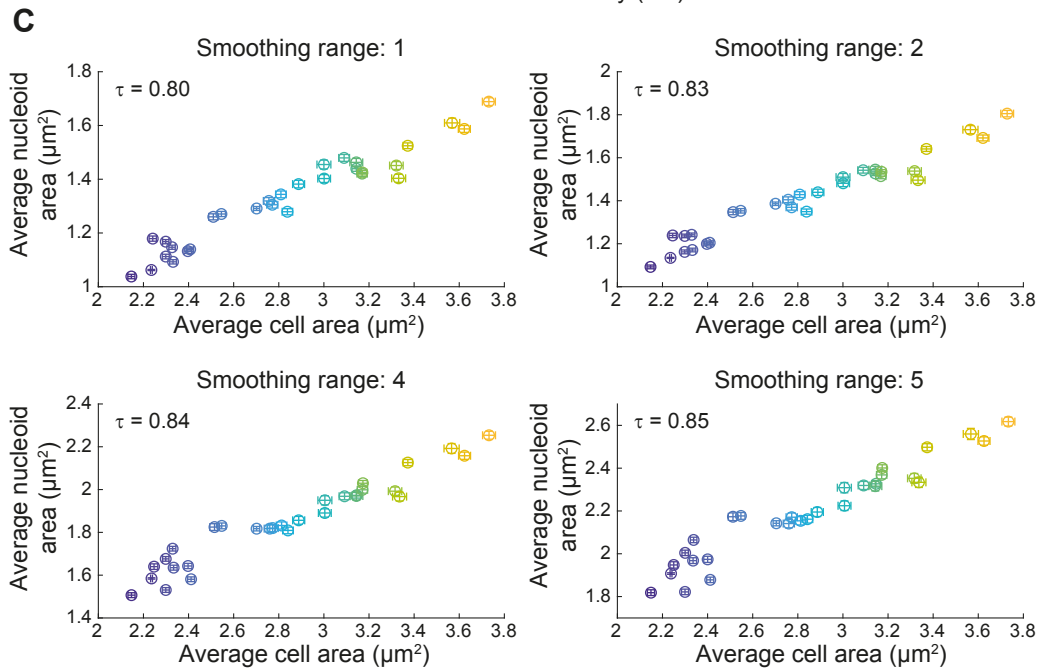 C
Smoothing range: 1
Average nucleoid
area (µm²)
1.8
1.6
1.4
1.2
1
τ = 0.80
2 2.2 2.4 2.6 2.8 3 3.2 3.4 3.6 3.8
Average cell area (µm²)
Smoothing range: 2
Average nucleoid
area (µm²)
2
1.8
1.6
1.4
1.2
1
τ = 0.83
2 2.2 2.4 2.6 2.8 3 3.2 3.4 3.6 3.8
Average cell area (µm²)
Smoothing range: 4
Average nucleoid
area (µm²)
2.4
2.2
2
1.8
1.6
1.4
τ = 0.84
2 2.2 2.4 2.6 2.8 3 3.2 3.4 3.6 3.8
Average cell area (µm²)
Smoothing range: 5
Average nucleoid
area (µm²)
2.6
2.4
2.2
2
1.8
τ = 0.85
2 2.2 2.4 2.6 2.8 3 3.2 3.4 3.6 3.8
Average cell area (µm²)